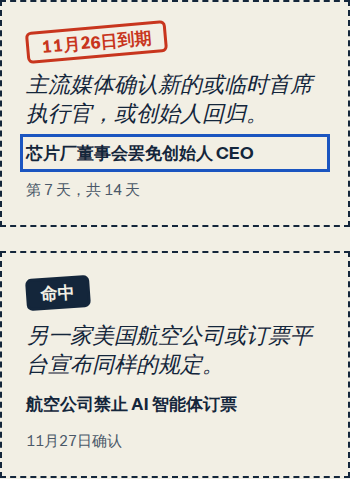 11月26日到期
主流媒体确认新的或临时首席
执行官，或创始人回归。
芯片厂董事会罢免创始人 CEO
第 7 天，共 14 天
命中
另一家美国航空公司或订票平
台宣布同样的规定。
航空公司禁止 AI 智能体订票
11月27日确认